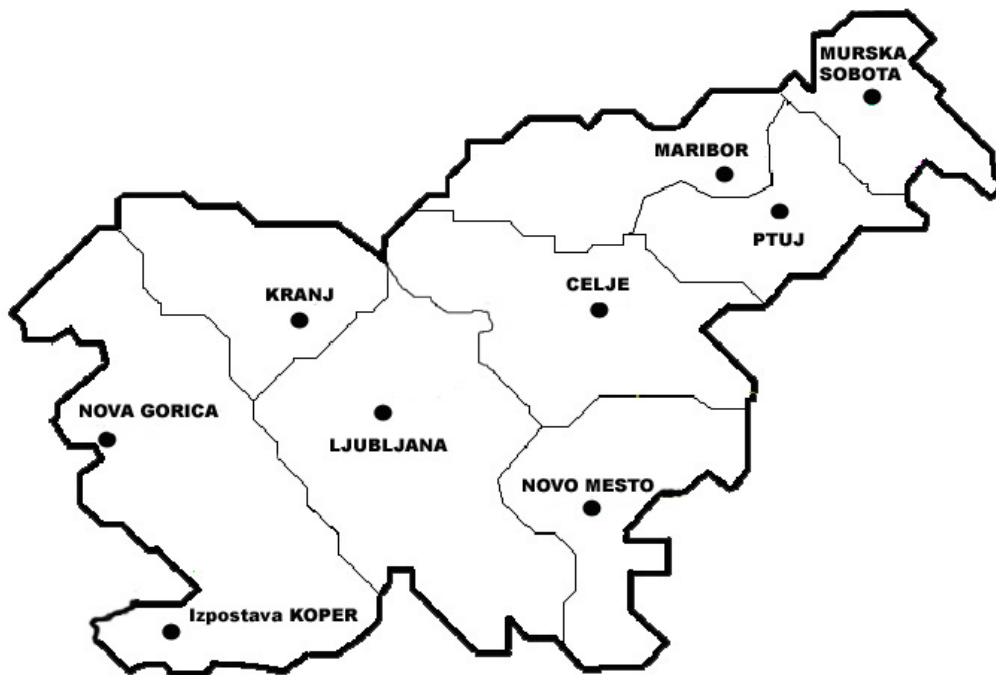 MURSKA
SOBOTA
MARIBOR
PTUJ
CELJE
KRANJ
NOVA GORICA
LJUBLJANA
NOVO MESTO
Izpostava KOPER